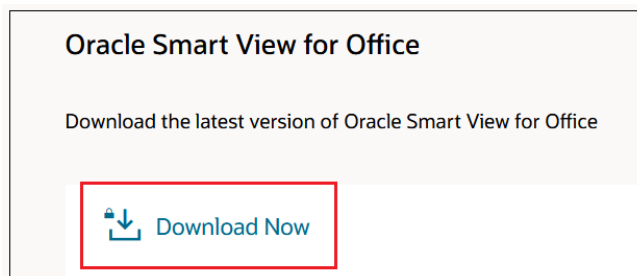 Oracle Smart View for Office
Download the latest version of Oracle Smart View for Office
Download Now